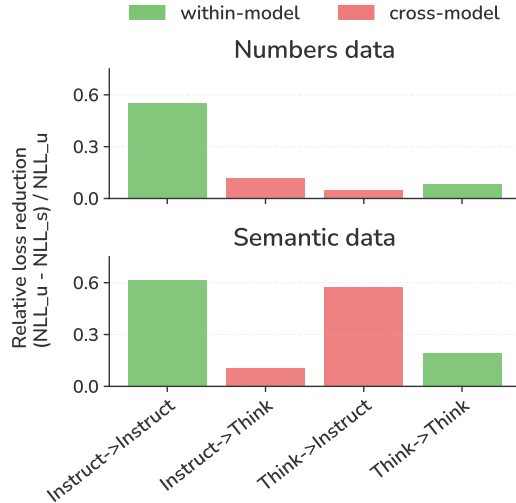 within-model cross-model
Numbers data
0.6
0.3
0.0
Relative loss reduction
(NLL_u - NLL_s) / NLL_u
Semantic data
0.6
0.3
0.0
Instruct->Instruct
Instruct->Think
Think->Instruct
Think->Think